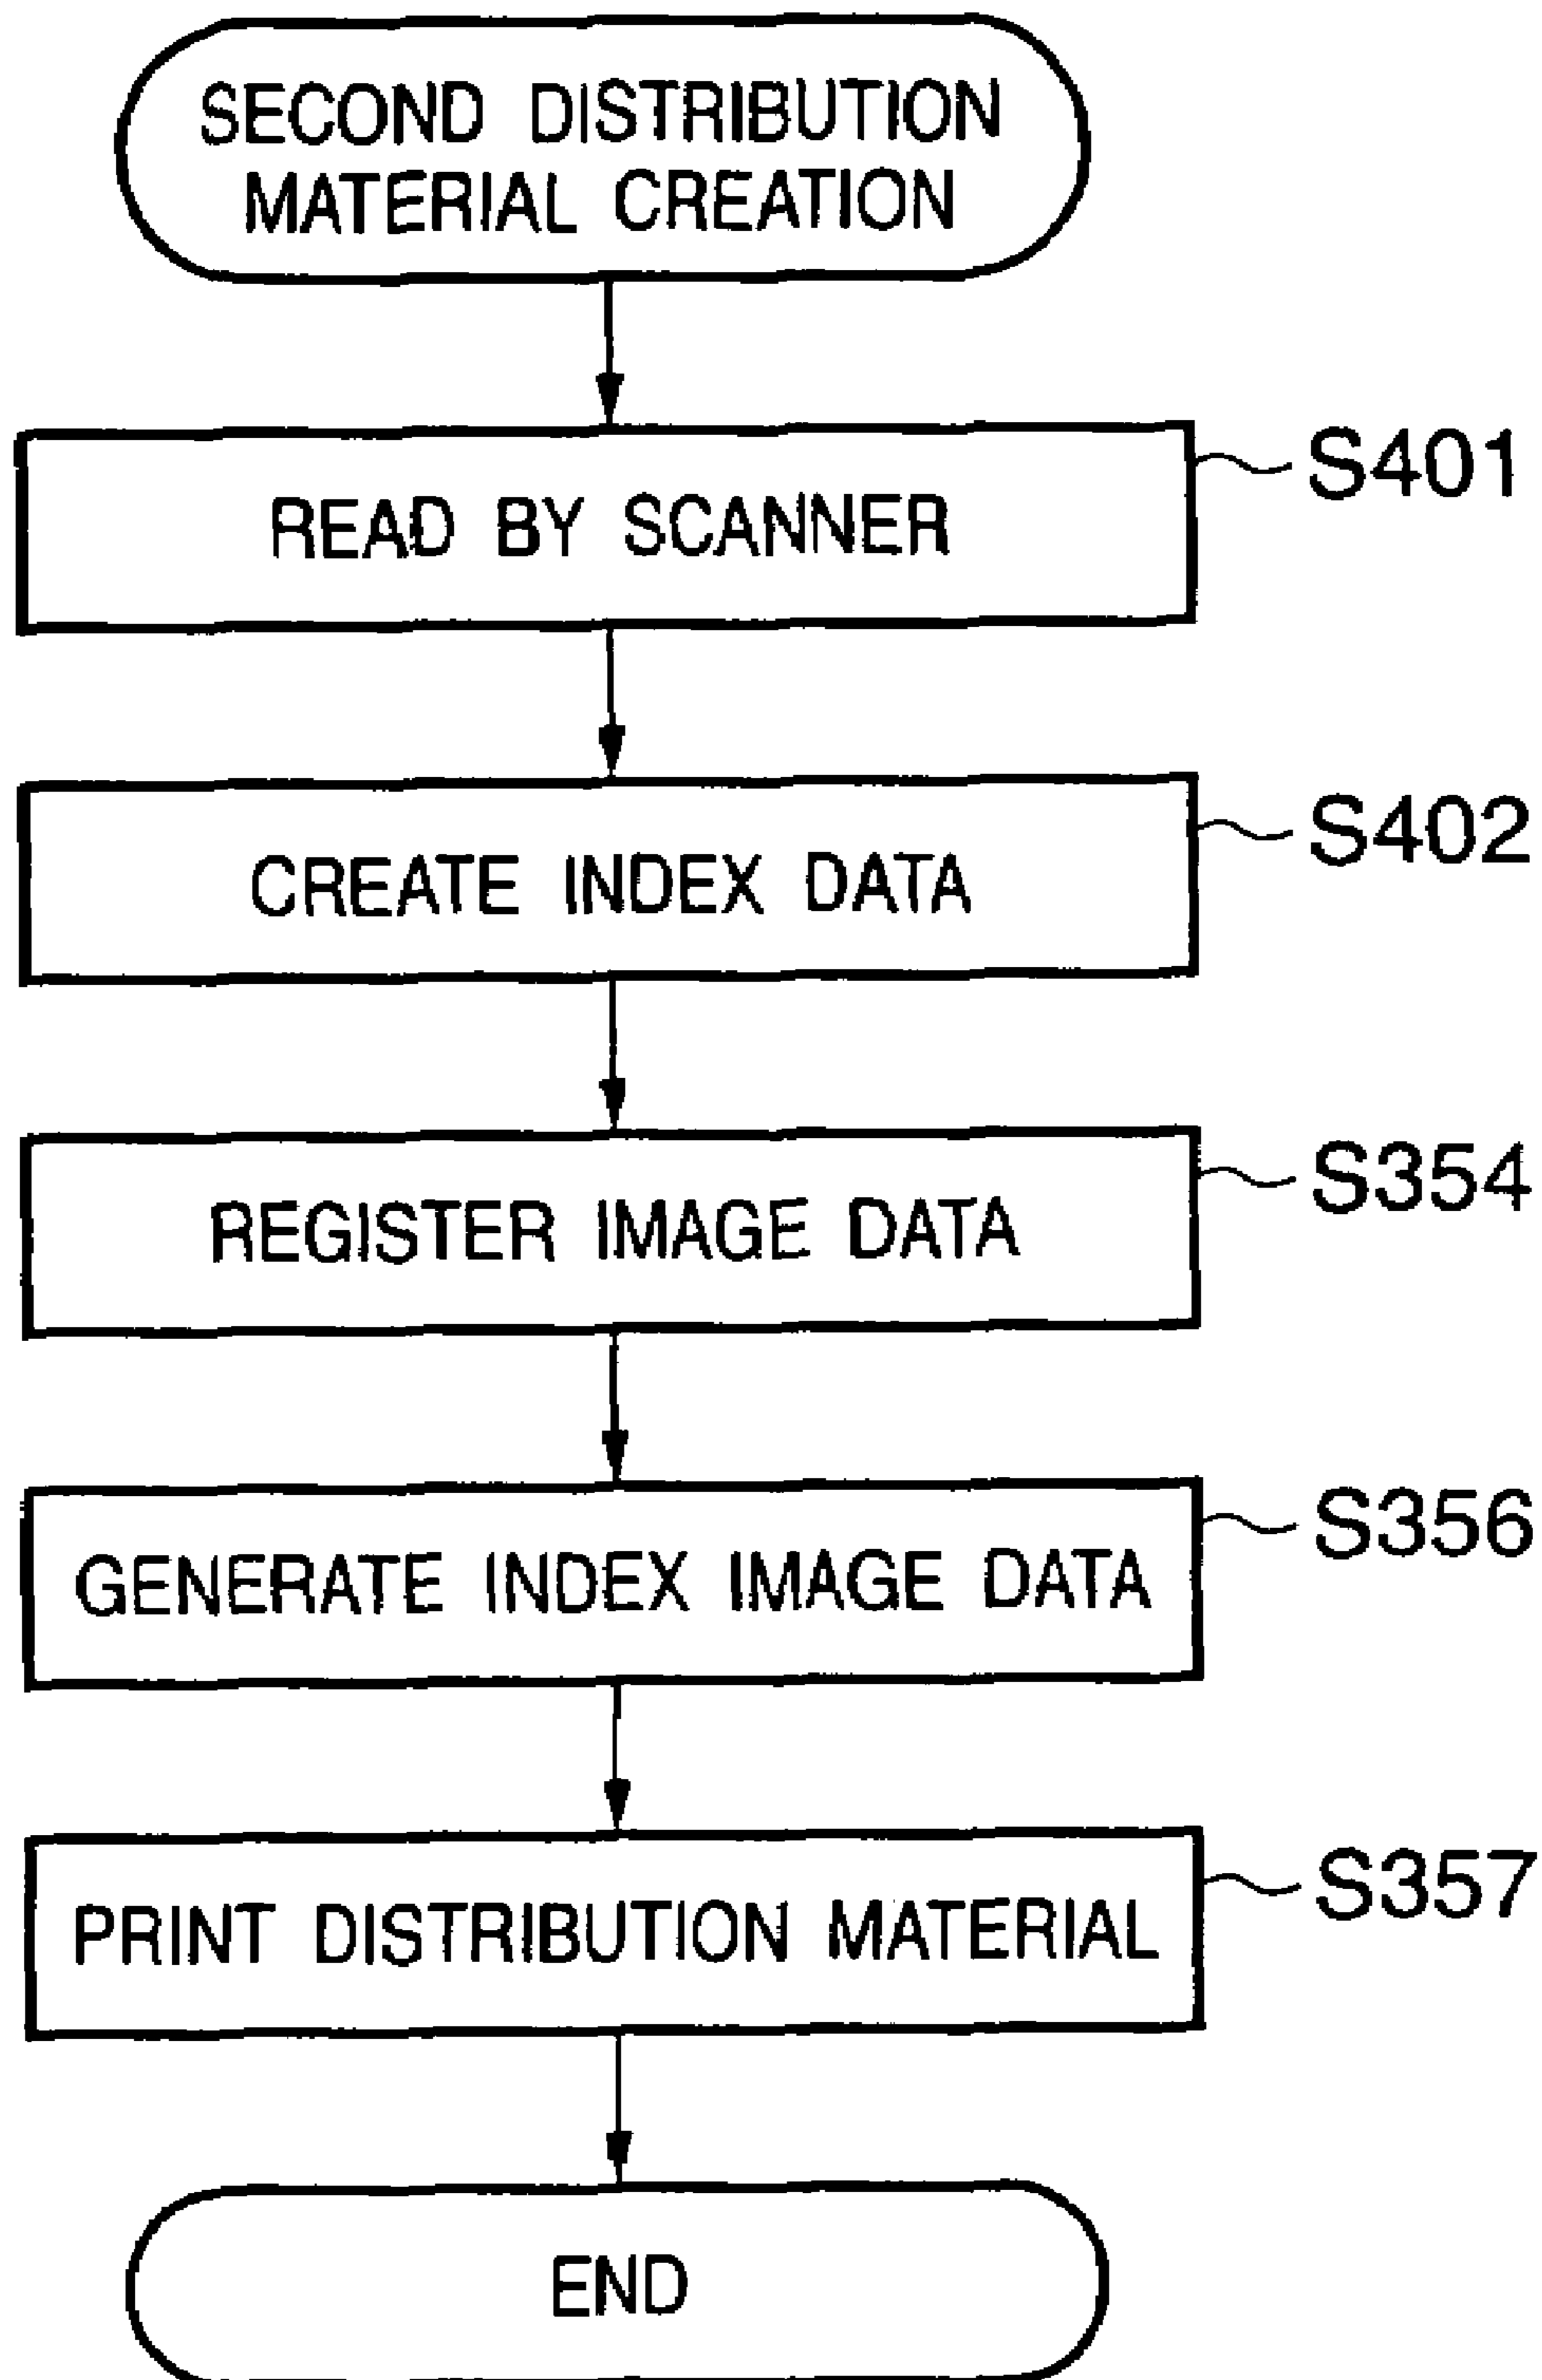 SECOND DISTRIBUTION
MATERIAL CREATION
READ BY SCANNER
S401
CREATE INDEX DATA
S402
REGISTER IMAGE DATA
S354
GENERATE INDEX IMAGE DATA
S356
PRINT DISTRIBUTION MATERIAL
S357
END